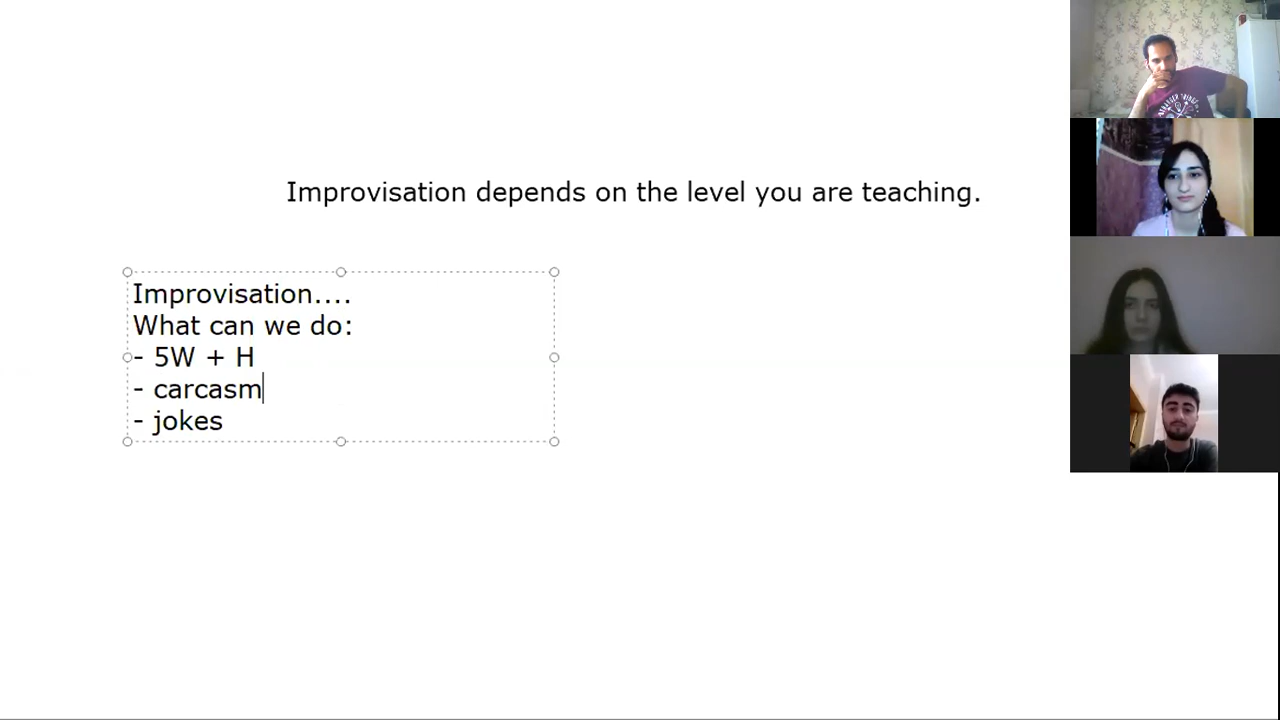 Improvisation depends on the level you are teaching.
Improvisation....
What can we do:
- 5W + H
- carcasm
- jokes